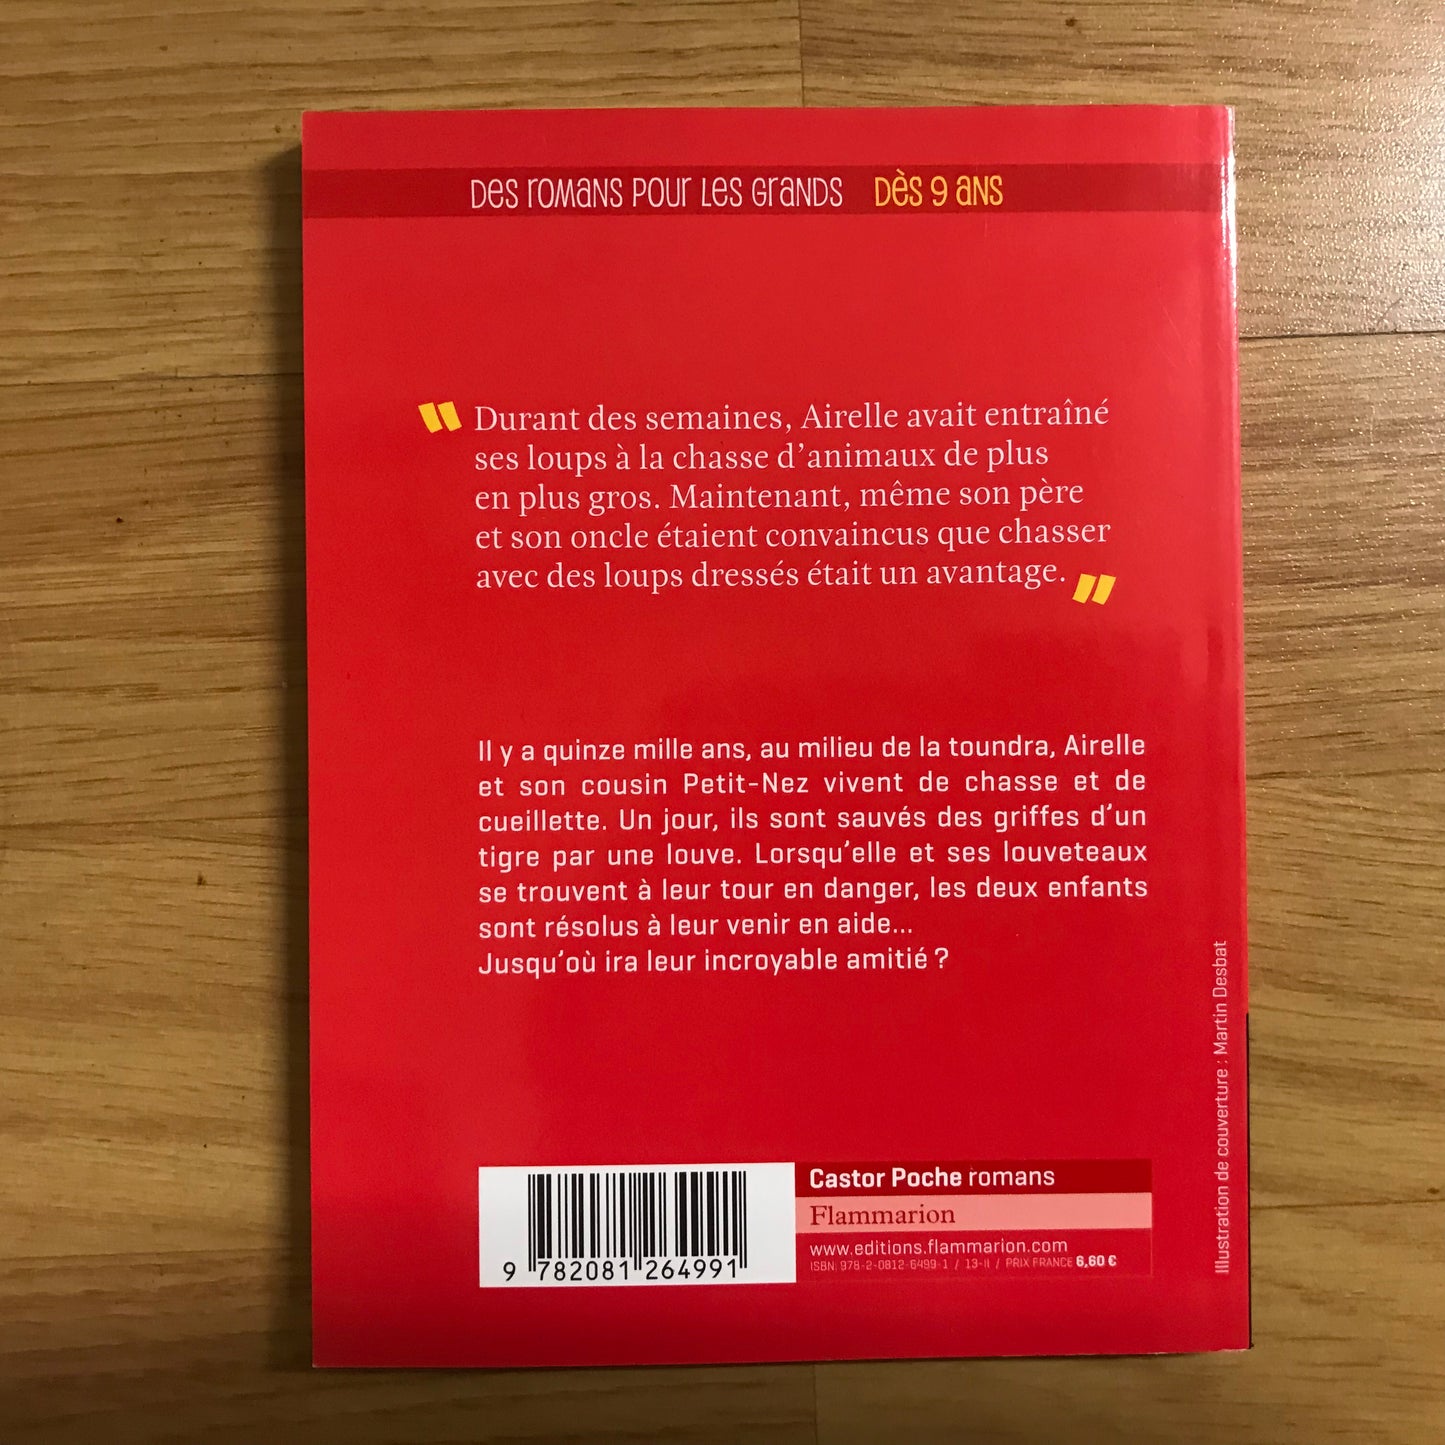 Des romans pour les grands Dès 9 ans
" Durant des semaines, Airelle avait entraîné
ses loups à la chasse d'animaux de plus
en plus gros. Maintenant, même son père
et son oncle étaient convaincus que chasser
avec des loups dressés était un avantage. "
Il y a quinze mille ans, au milieu de la toundra, Airelle
et son cousin Petit-Nez vivent de chasse et de
cueillette. Un jour, ils sont sauvés des griffes d'un
tigre par une louve. Lorsqu'elle et ses louveteaux
se trouvent à leur tour en danger, les deux enfants
sont résolus à leur venir en aide...
Jusqu'où ira leur incroyable amitié ?
Illustration de couverture : Martin Desbat
9 782081 264991
Castor Poche romans
Flammarion
www.editions.flammarion.com
ISBN: 978-2-0812-6499-1 / 13-II / PRIX FRANCE 6,60 €